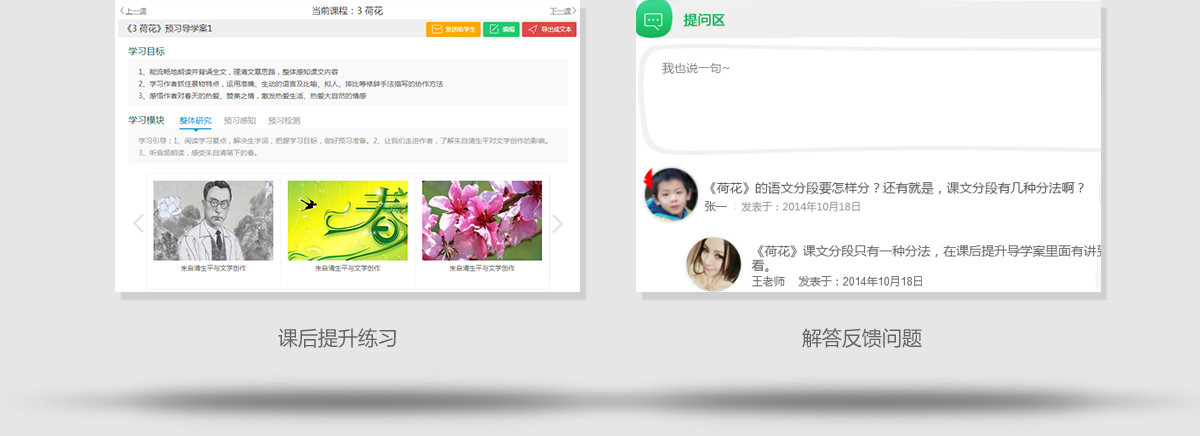 上一课
当前课程：3 荷花
下一课
《3 荷花》预习导学案1
发送给学生
编辑
导出成文本
学习目标
1、能流畅地朗读并背诵全文，理清文章思路，整体感知课文内容
2、学习作者抓住景物特点，运用准确、生动的语言及比喻、拟人、排比等修辞手法描写的协作方法
3、感悟作者对春天的热爱、赞美之情，激发热爱生活、热爱大自然的情感
学习模块
整体研究
预习感知
预习检测
学习引导：1、阅读学习要点，解决生字词，把握学习目标，做好预习准备。2、让我们走进作者，了解朱自清生平对文学创作的影响。
3、听音频朗读，感受朱自清笔下的春。
春
朱自清生平与文学创作
朱自清生平与文学创作
朱自清生平与文学创作
课后提升练习
提问区
我也说一句~
《荷花》的语文分段要怎样分？还有就是，课文分段有几种分法啊？
张一 发表于：2014年10月18日
《荷花》课文分段只有一种分法，在课后提升导学案里面有讲到
看。
王老师 发表于：2014年10月18日
解答反馈问题